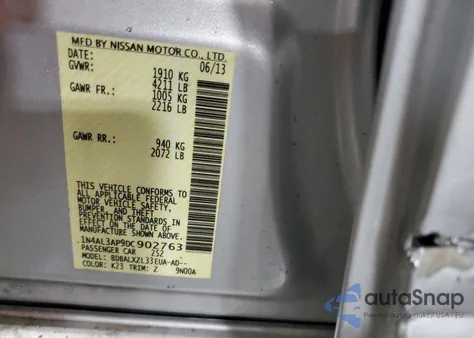 MFD BY NISSAN MOTOR CO., LTD.
DATE: 06/13
GVWR: 1910 KG
4211 LB
GAWR FR.: 1005 KG
2216 LB
GAWR RR.: 940 KG
2072 LB
THIS VEHICLE CONFORMS TO
ALL APPLICABLE FEDERAL
MOTOR VEHICLE SAFETY,
BUMPER, AND THEFT
PREVENTION STANDARDS IN
EFFECT ON THE DATE OF
MANUFACTURE SHOWN ABOVE.
1N4AL3AP9DC902763
PASSENGER CAR 252
MODEL: BDBALXZL33EUA-AD--
COLOR: K23 TRIM: Z 9N00A
autoSnap